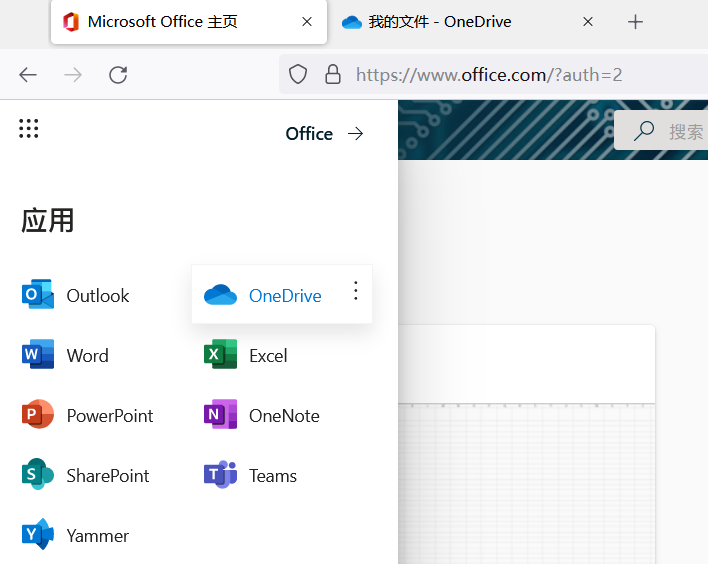 Microsoft Office 主页
我的文件 - OneDrive
https://www.office.com/?auth=2
Office
搜索
应用
Outlook
OneDrive
Word
Excel
PowerPoint
OneNote
SharePoint
Teams
Yammer